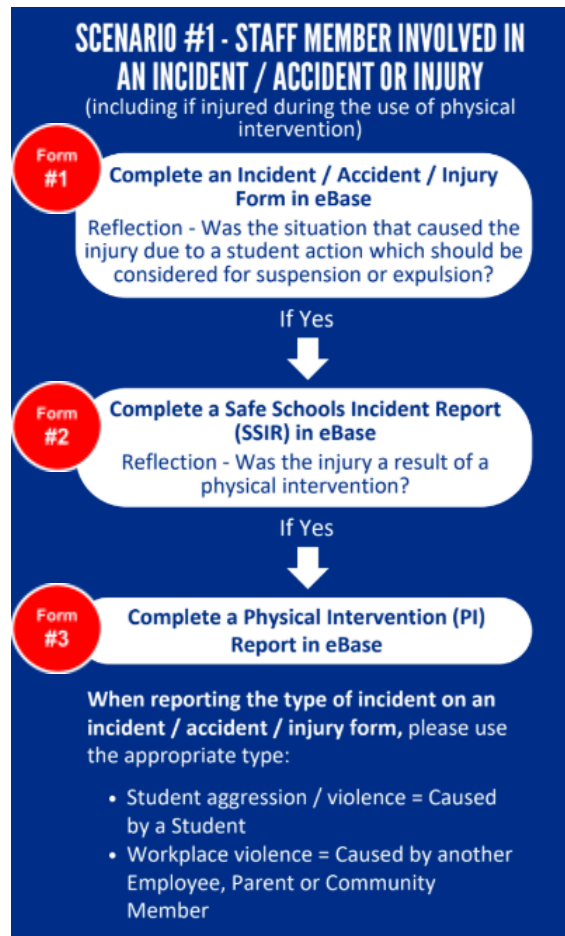 SCENARIO #1 - STAFF MEMBER INVOLVED IN
AN INCIDENT / ACCIDENT OR INJURY
(including if injured during the use of physical
intervention)
Form
#1
Complete an Incident / Accident / Injury
Form in eBase
Reflection - Was the situation that caused the
injury due to a student action which should be
considered for suspension or expulsion?
If Yes
Form
#2
Complete a Safe Schools Incident Report
(SSIR) in eBase
Reflection - Was the injury a result of a
physical intervention?
If Yes
Form
#3
Complete a Physical Intervention (PI)
Report in eBase
When reporting the type of incident on an
incident / accident / injury form, please use
the appropriate type:
• Student aggression / violence = Caused
by a Student
• Workplace violence = Caused by another
Employee, Parent or Community
Member